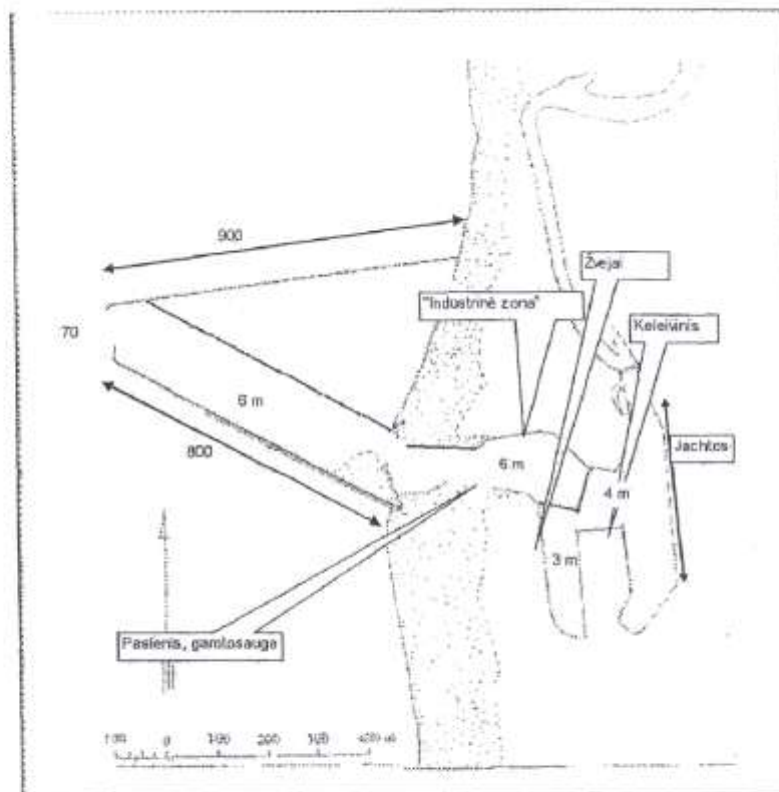 900
Žvejai
"Industrinė zona"
Keleivinis
70
6 m
Jachtos
800
6 m
4 m
3 m
Pasienis, gamtosauga
100 0 100 200 300 400 m